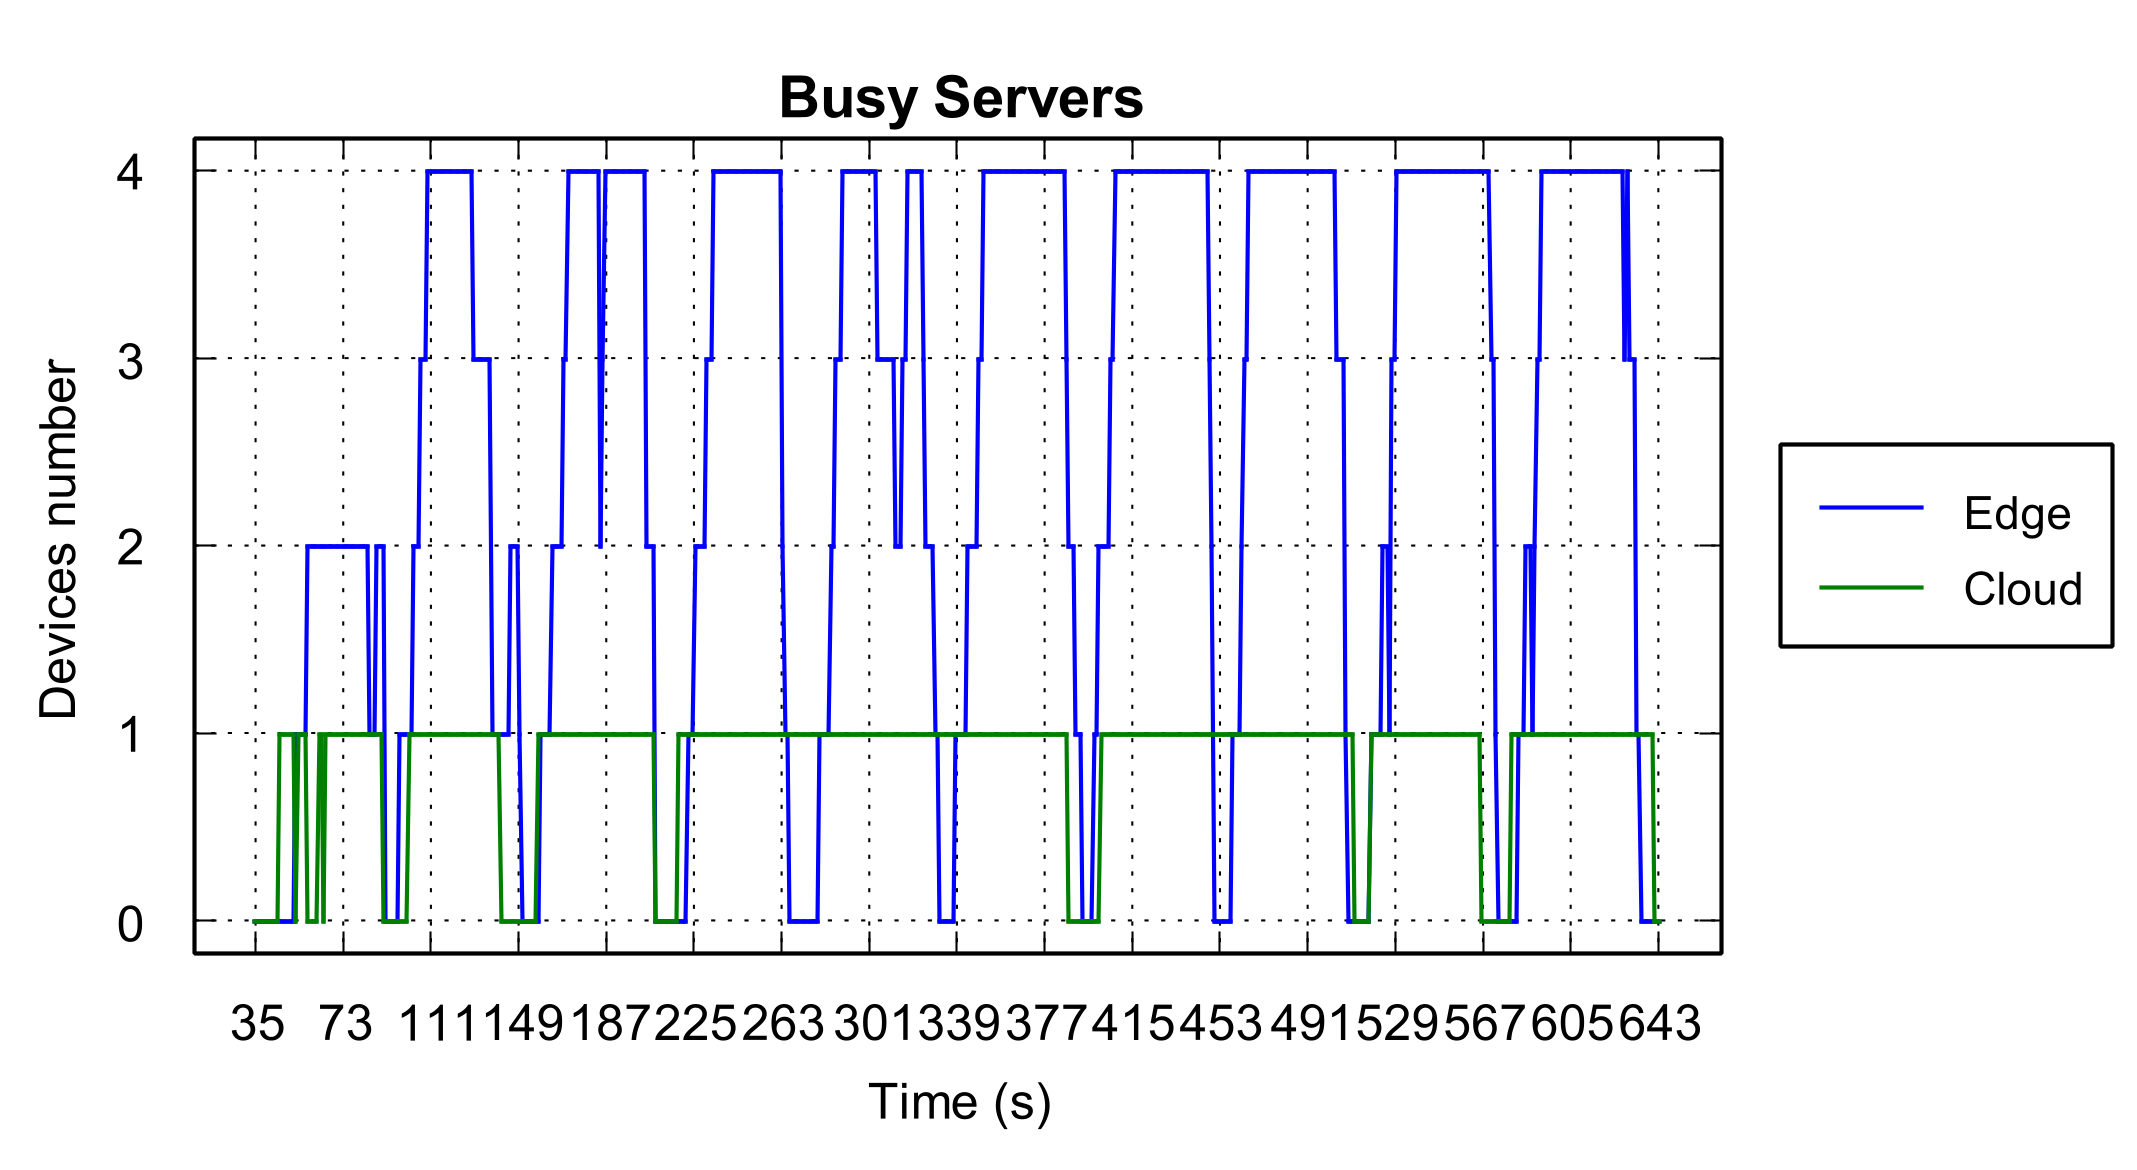 Busy Servers
4
3
2
1
0
Devices number
35 73 111 149 187 225 263 301 339 377 415 453 491 529 567 605 643
Time (s)
Edge
Cloud